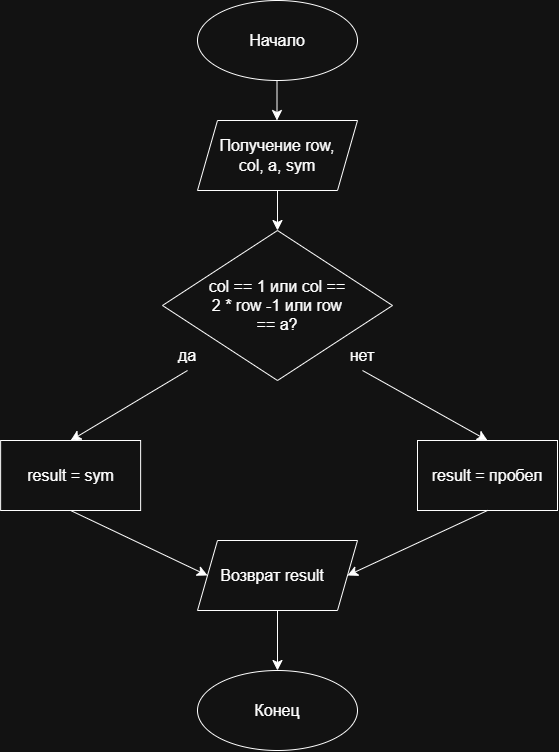 Начало
Получение row,
col, a, sym
col == 1 или col ==
2 * row -1 или row
== a?
да
нет
result = sym
result = пробел
Возврат result
Конец